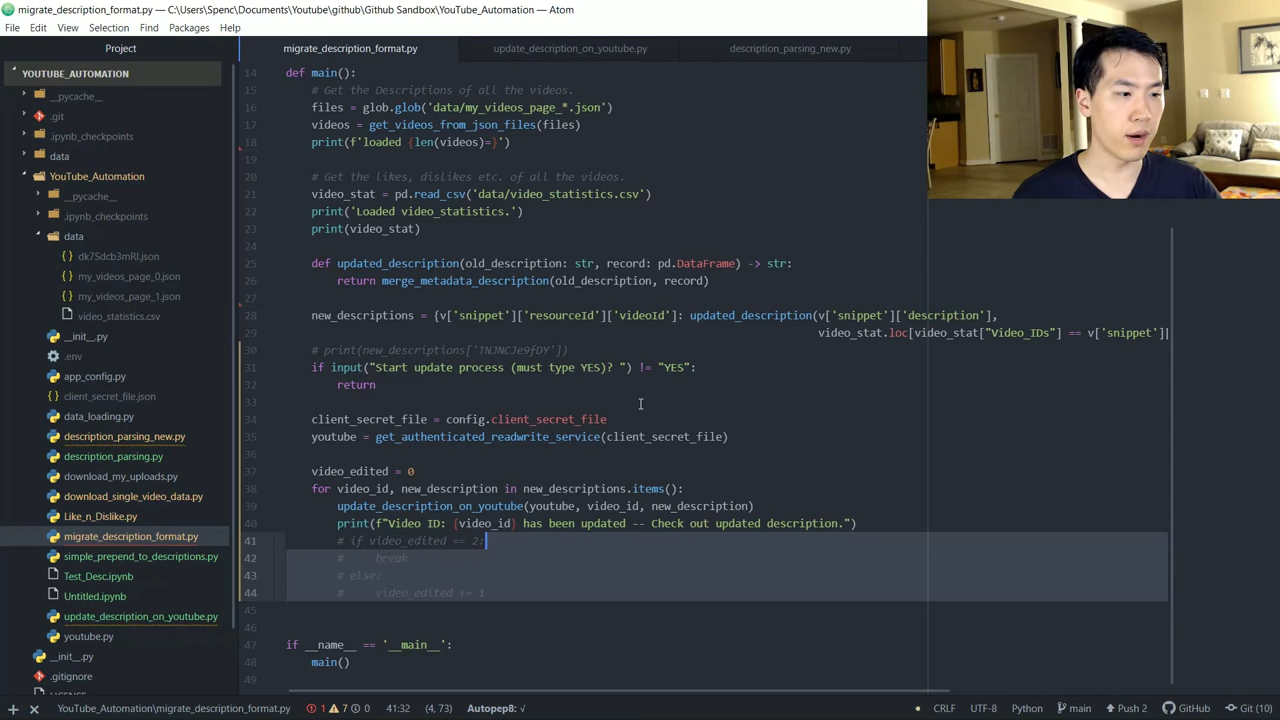 migrate_description_format.py — C:\Users\Spenc\Documents\Youtube\github\Github Sandbox\YouTube_Automation — Atom
File Edit View Selection Find Packages Help
Project
migrate_description_format.py
update_description_on_youtube.py
description_parsing_new.py
YOUTUBE_AUTOMATION
__pycache__
.git
.ipynb_checkpoints
data
YouTube_Automation
__pycache__
.ipynb_checkpoints
data
dk7Sdcb3mRI.json
my_videos_page_0.json
my_videos_page_1.json
video_statistics.csv
__init__.py
.env
app_config.py
client_secret_file.json
data_loading.py
description_parsing_new.py
description_parsing.py
download_my_uploads.py
download_single_video_data.py
Like_n_Dislike.py
migrate_description_format.py
simple_prepend_to_descriptions.py
Test_Desc.ipynb
Untitled.ipynb
update_description_on_youtube.py
youtube.py
__init__.py
.gitignore
14 def main():
15 # Get the Descriptions of all the videos.
16 files = glob.glob('data/my_videos_page_*.json')
17 videos = get_videos_from_json_files(files)
18 print(f'loaded {len(videos)=}')
19
20 # Get the likes, dislikes etc. of all the videos.
21 video_stat = pd.read_csv('data/video_statistics.csv')
22 print('Loaded video_statistics.')
23 print(video_stat)
24
25 def updated_description(old_description: str, record: pd.DataFrame) -> str:
26 return merge_metadata_description(old_description, record)
27
28 new_descriptions = {v['snippet']['resourceId']['videoId']: updated_description(v['snippet']['description'],
29 video_stat.loc[video_stat["Video_IDs"] == v['snippet'][
30 # print(new_descriptions['TNJNCJe9fDY'])
31 if input("Start update process (must type YES)? ") != "YES":
32 return
33
34 client_secret_file = config.client_secret_file
35 youtube = get_authenticated_readwrite_service(client_secret_file)
36
37 video_edited = 0
38 for video_id, new_description in new_descriptions.items():
39 update_description_on_youtube(youtube, video_id, new_description)
40 print(f"Video ID: {video_id} has been updated -- Check out updated description.")
41 # if video_edited == 2:
42 # break
43 # else:
44 # video_edited += 1
45
46
47 if __name__ == '__main__':
48 main()
49
YouTube_Automation\migrate_description_format.py 1 7 41:32 (4, 73) Autopep8: √ CRLF UTF-8 Python main Push 2 GitHub Git (10)